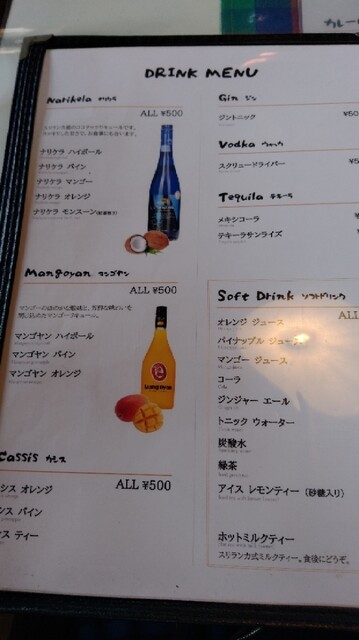 カレー
DRINK MENU
Narikela ナリケラ
ALL ¥500
ナリケラ ハイボール
ナリケラ パイン
ナリケラ マンゴー
ナリケラ オレンジ
ナリケラ モンスーン
Mangoyan マンゴヤン
ALL ¥500
マンゴヤン ハイボール
マンゴヤン パイン
マンゴヤン オレンジ
Cassis カシス
ALL ¥500
シス オレンジ
シス パイン
シス ティー
Gin ジン
ジントニック
Vodka ウォッカ
スクリュードライバー
Tequila テキーラ
メキシコーラ
テキーラサンライズ
Soft Drink ソフトドリンク
ALL
オレンジ ジュース
パイナップル ジュース
マンゴー ジュース
コーラ
ジンジャー エール
トニック ウォーター
炭酸水
緑茶
アイス レモンティー (砂糖入り)
ホットミルクティー
スリランカ式ミルクティー。食後にどうぞ。